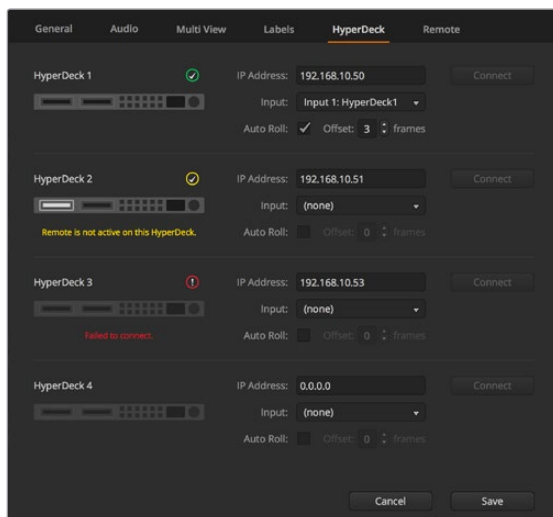 General Audio Multi View Labels HyperDeck Remote
HyperDeck 1 IP Address: 192.168.10.50 Connect
Input: Input 1: HyperDeck1
Auto Roll: Offset: 3 frames
HyperDeck 2 IP Address: 192.168.10.51 Connect
Input: (none)
Remote is not active on this HyperDeck.
Auto Roll: Offset: 0 frames
HyperDeck 3 IP Address: 192.168.10.53 Connect
Input: (none)
Failed to connect.
Auto Roll: Offset: 0 frames
HyperDeck 4 IP Address: 0.0.0.0 Connect
Input: (none)
Auto Roll: Offset: 0 frames
Cancel Save